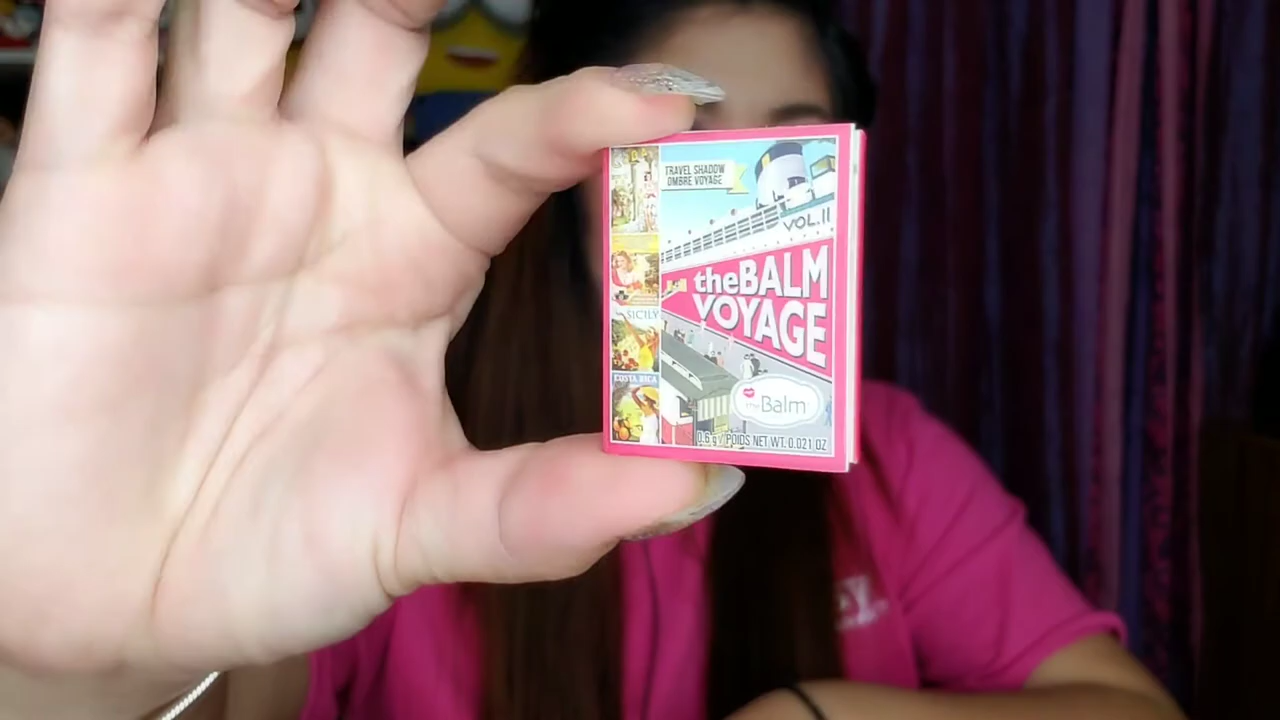 TRAVEL SHADOW
OMBRE VOYAGE
VOL.II
theBALM
VOYAGE
SICILY
COSTA RICA
theBalm
0.6 g / POIDS NET WT. 0.021 OZ